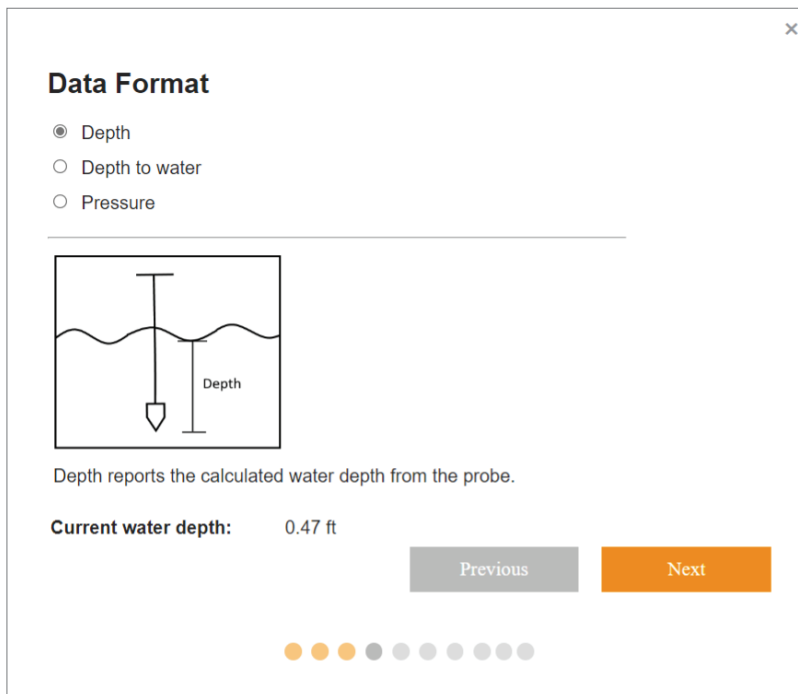 ×
Data Format
Depth
Depth to water
Pressure
Depth
Depth reports the calculated water depth from the probe.
Current water depth: 0.47 ft
Previous Next